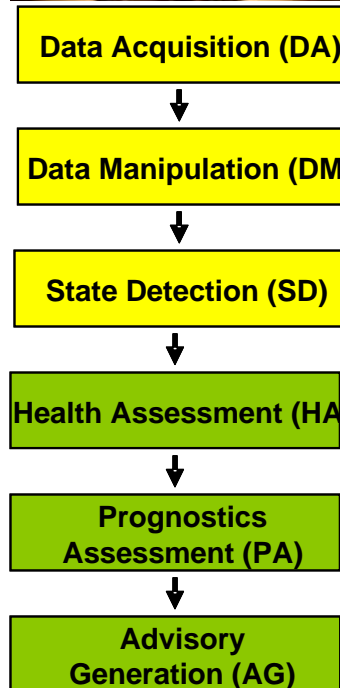 Data Acquisition (DA)
Data Manipulation (DM
State Detection (SD)
Health Assessment (HA
Prognostics
Assessment (PA)
Advisory
Generation (AG)